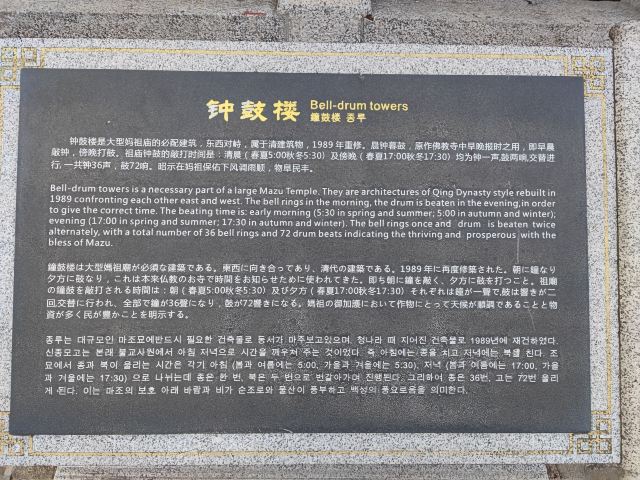 钟鼓楼 Bell-drum towers
鐘鼓楼 종루
钟鼓楼是大型妈祖庙的必配建筑，东西对峙，属于清建筑物，1989年重修。晨钟暮鼓，原作佛教寺中早晚报时之用，即早晨
敲钟，傍晚打鼓。祖庙钟鼓的敲打时间是：清晨（春夏5:00秋冬5:30）及傍晚（春夏17:00秋冬17:30）均为钟一声,鼓两响,交替进
行，一共钟36声，鼓72响。昭示在妈祖保佑下风调雨顺，物阜民丰。
Bell-drum towers is a necessary part of a large Mazu Temple. They are architectures of Qing Dynasty style rebuilt in
1989 confronting each other east and west. The bell rings in the morning, the drum is beaten in the evening,in order
to give the correct time. The beating time is: early morning (5:30 in spring and summer; 5:00 in autumn and winter);
evening (17:00 in spring and summer; 17:30 in autumn and winter). The bell rings once and drum is beaten twice
alternately, with a total of 36 bell rings and 72 drum beats indicating the thriving and prosperous with the
bless of Mazu.
鐘鼓楼は大型媽祖廟が必須な建築である。東西に向き合ってあり、清代の建築である。1989年に再度修築された。朝に鐘なり
夕方に鼓なり，これは本来仏教のお寺で時間をお知らせために使われてきた。即ち朝に鐘を敲く、夕方に鼓を打つこと。祖廟
の鐘鼓を敲打される時間は：朝（春夏5:00秋冬5:30）及び夕方（春夏17:00秋冬17:30）それぞれは鐘が一聲で鼓は響きが二
回,交替に行われ、全部で鐘が36聲になり，鼓が72響きになる。媽祖の御加護において作物にとって天候が順調であることと物
資が多く民が豊かことを明示する。
종루는 대규모인 마조묘에반드시 필요한 건축물로 동서가 마주보고있으며, 청나라 때 지어진 건축물로 1989년에 재건하였다.
신종모고는 본래 불교사원에서 아침 저녁으로 시간을 깨우쳐 주는 것이었다. 즉 아침에는 종을 치고 저녁에는 북을 친다. 조
묘에서 종과 북이 울리는 시간은 각기 아침 (봄과 여름에는 5:00, 가을과 겨울에는 5:30), 저녁 (봄과 여름에는 17:00, 가을
과 겨울에는 17:30) 으로 나뉘는데 종은 한 번, 북은 두 번으로 번갈아가며 진행된다. 그리하여 종은 36번, 고는 72번 울리
게 된다. 이는 마조의 보호 아래 바람과 비가 순조로와 물산이 풍부하고 백성의 풍요로움을 의미한다.